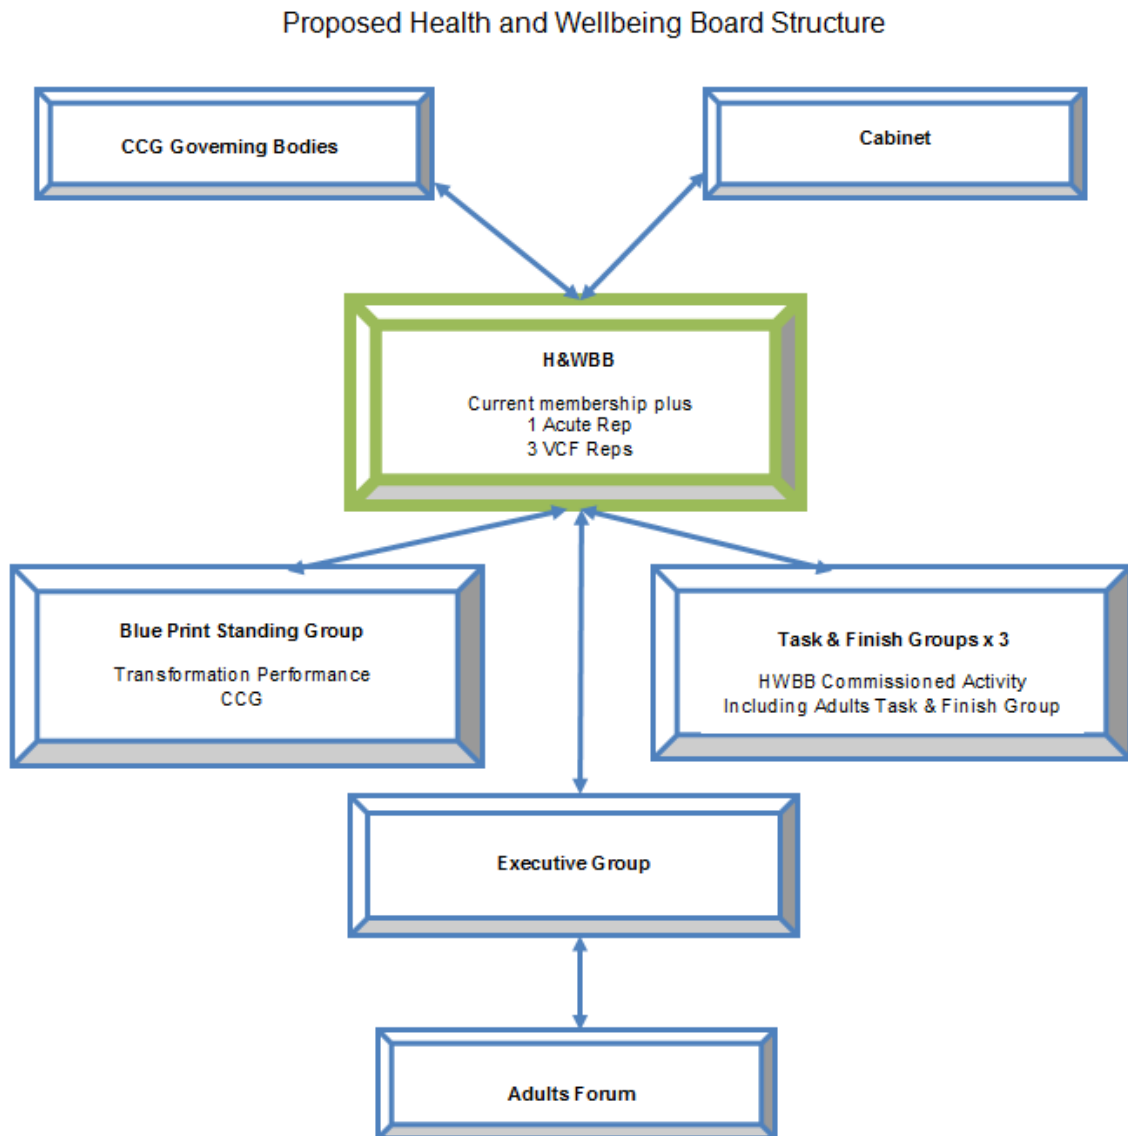 Proposed Health and Wellbeing Board Structure
CCG Governing Bodies
Cabinet
H&WBB
Current membership plus
1 Acute Rep
3 VCF Reps
Blue Print Standing Group
Transformation Performance
CCG
Task & Finish Groups x 3
HWBB Commissioned Activity
Including Adults Task & Finish Group
Executive Group
Adults Forum